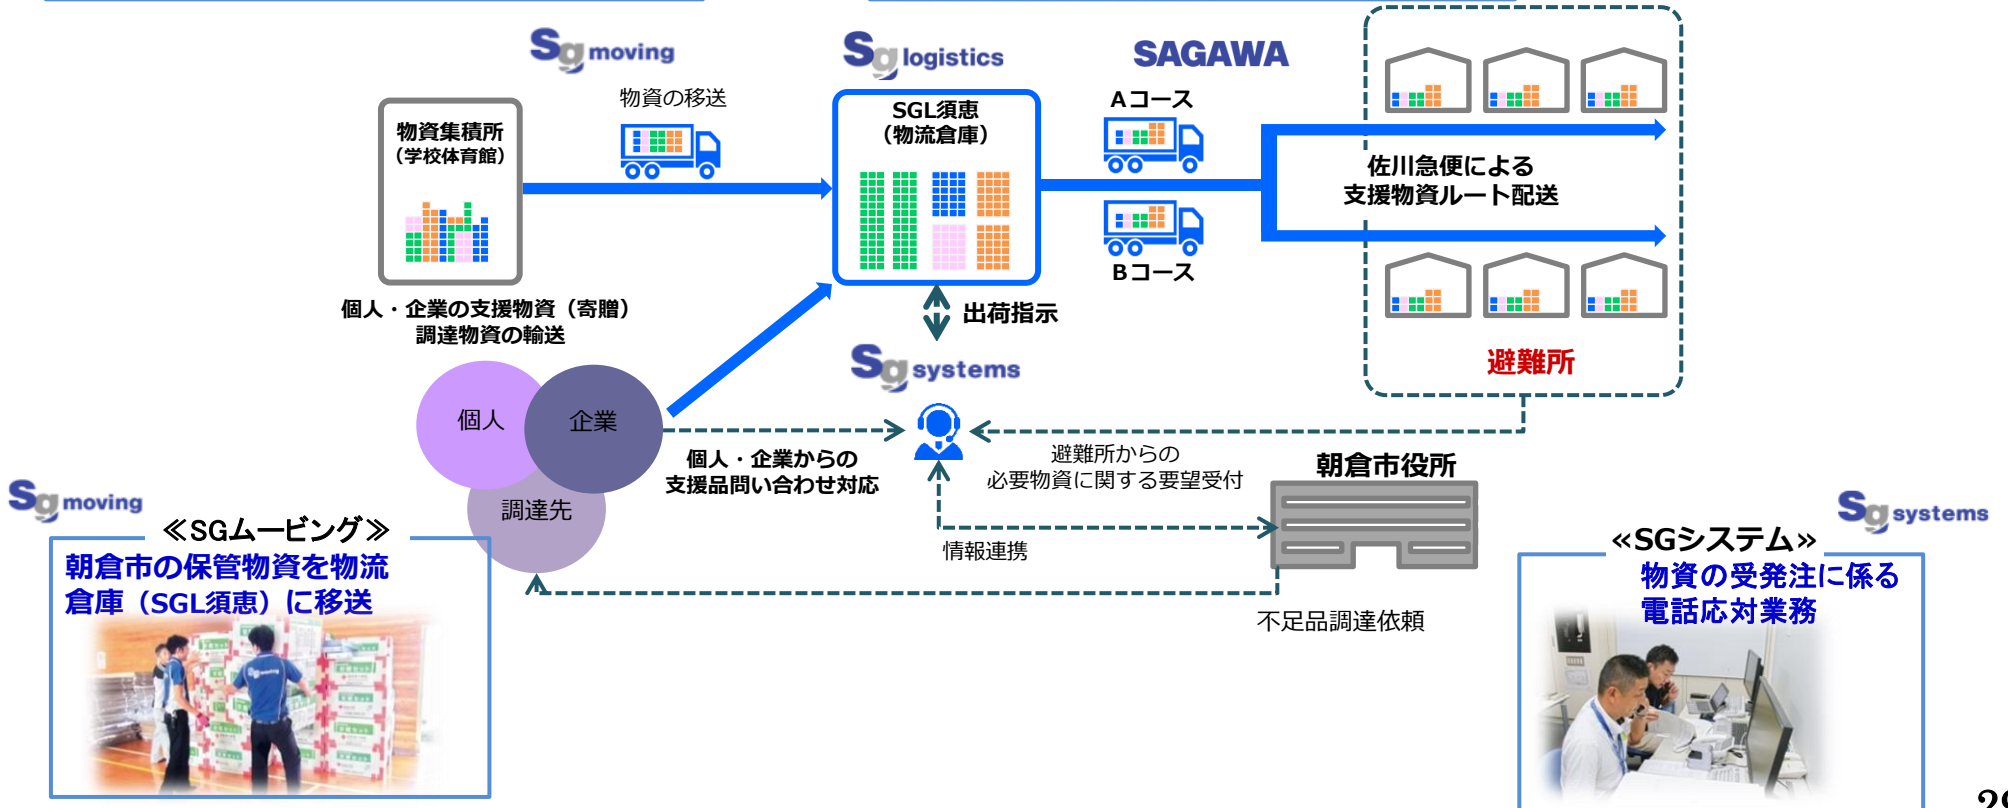 Sg moving
Sg logistics
SAGAWA
物資の移送
物資集積所
（学校体育館）
SGL須恵
（物流倉庫）
Aコース
Bコース
佐川急便による
支援物資ルート配送
個人・企業の支援物資（寄贈）
調達物資の輸送
出荷指示
避難所
Sg systems
個人
企業
調達先
個人・企業からの
支援品問い合わせ対応
避難所からの
必要物資に関する要望受付
朝倉市役所
情報連携
不足品調達依頼
Sg moving
≪SGムービング≫
朝倉市の保管物資を物流
倉庫（SGL須恵）に移送
Sg moving
Sg systems
≪SGシステム≫
物資の受発注に係る
電話応対業務